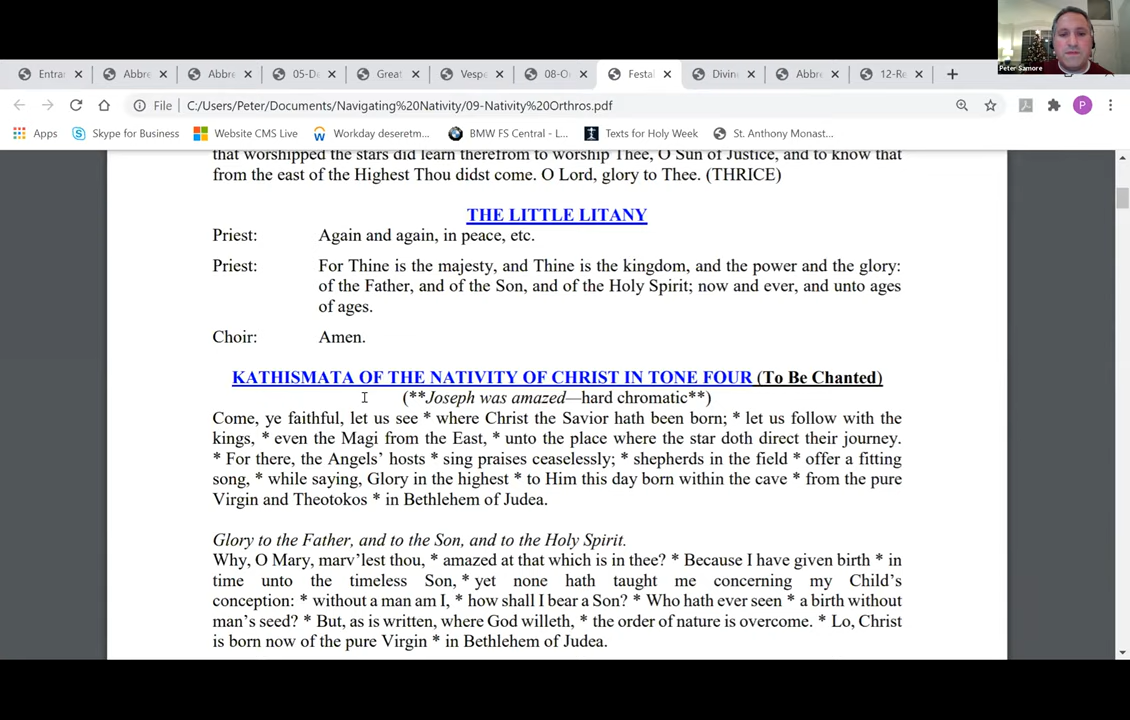 Peter Samore
Entra
Abbre
Abbre
05-De
Great
Vespe
08-O
Festal
Divin
Abbre
12-Re
File
C:/Users/Peter/Documents/Navigating%20Nativity/09-Nativity%20Orthros.pdf
P
Apps
Skype for Business
Website CMS Live
Workday deseretm...
BMW FS Central - L...
Texts for Holy Week
St. Anthony Monast...
that worshipped the stars did learn therefrom to worship Thee, O Sun of Justice, and to know that
from the east of the Highest Thou didst come. O Lord, glory to Thee. (THRICE)
THE LITTLE LITANY
Priest: Again and again, in peace, etc.
Priest: For Thine is the majesty, and Thine is the kingdom, and the power and the glory:
of the Father, and of the Son, and of the Holy Spirit; now and ever, and unto ages
of ages.
Choir: Amen.
KATHISMATA OF THE NATIVITY OF CHRIST IN TONE FOUR (To Be Chanted)
(**Joseph was amazed—hard chromatic**)
Come, ye faithful, let us see * where Christ the Savior hath been born; * let us follow with the
kings, * even the Magi from the East, * unto the place where the star doth direct their journey.
* For there, the Angels’ hosts * sing praises ceaselessly; * shepherds in the field * offer a fitting
song, * while saying, Glory in the highest * to Him this day born within the cave * from the pure
Virgin and Theotokos * in Bethlehem of Judea.
Glory to the Father, and to the Son, and to the Holy Spirit.
Why, O Mary, marv’lest thou, * amazed at that which is in thee? * Because I have given birth * in
time unto the timeless Son, * yet none hath taught me concerning my Child’s
conception: * without a man am I, * how shall I bear a Son? * Who hath ever seen * a birth without
man’s seed? * But, as is written, where God willeth, * the order of nature is overcome. * Lo, Christ
is born now of the pure Virgin * in Bethlehem of Judea.